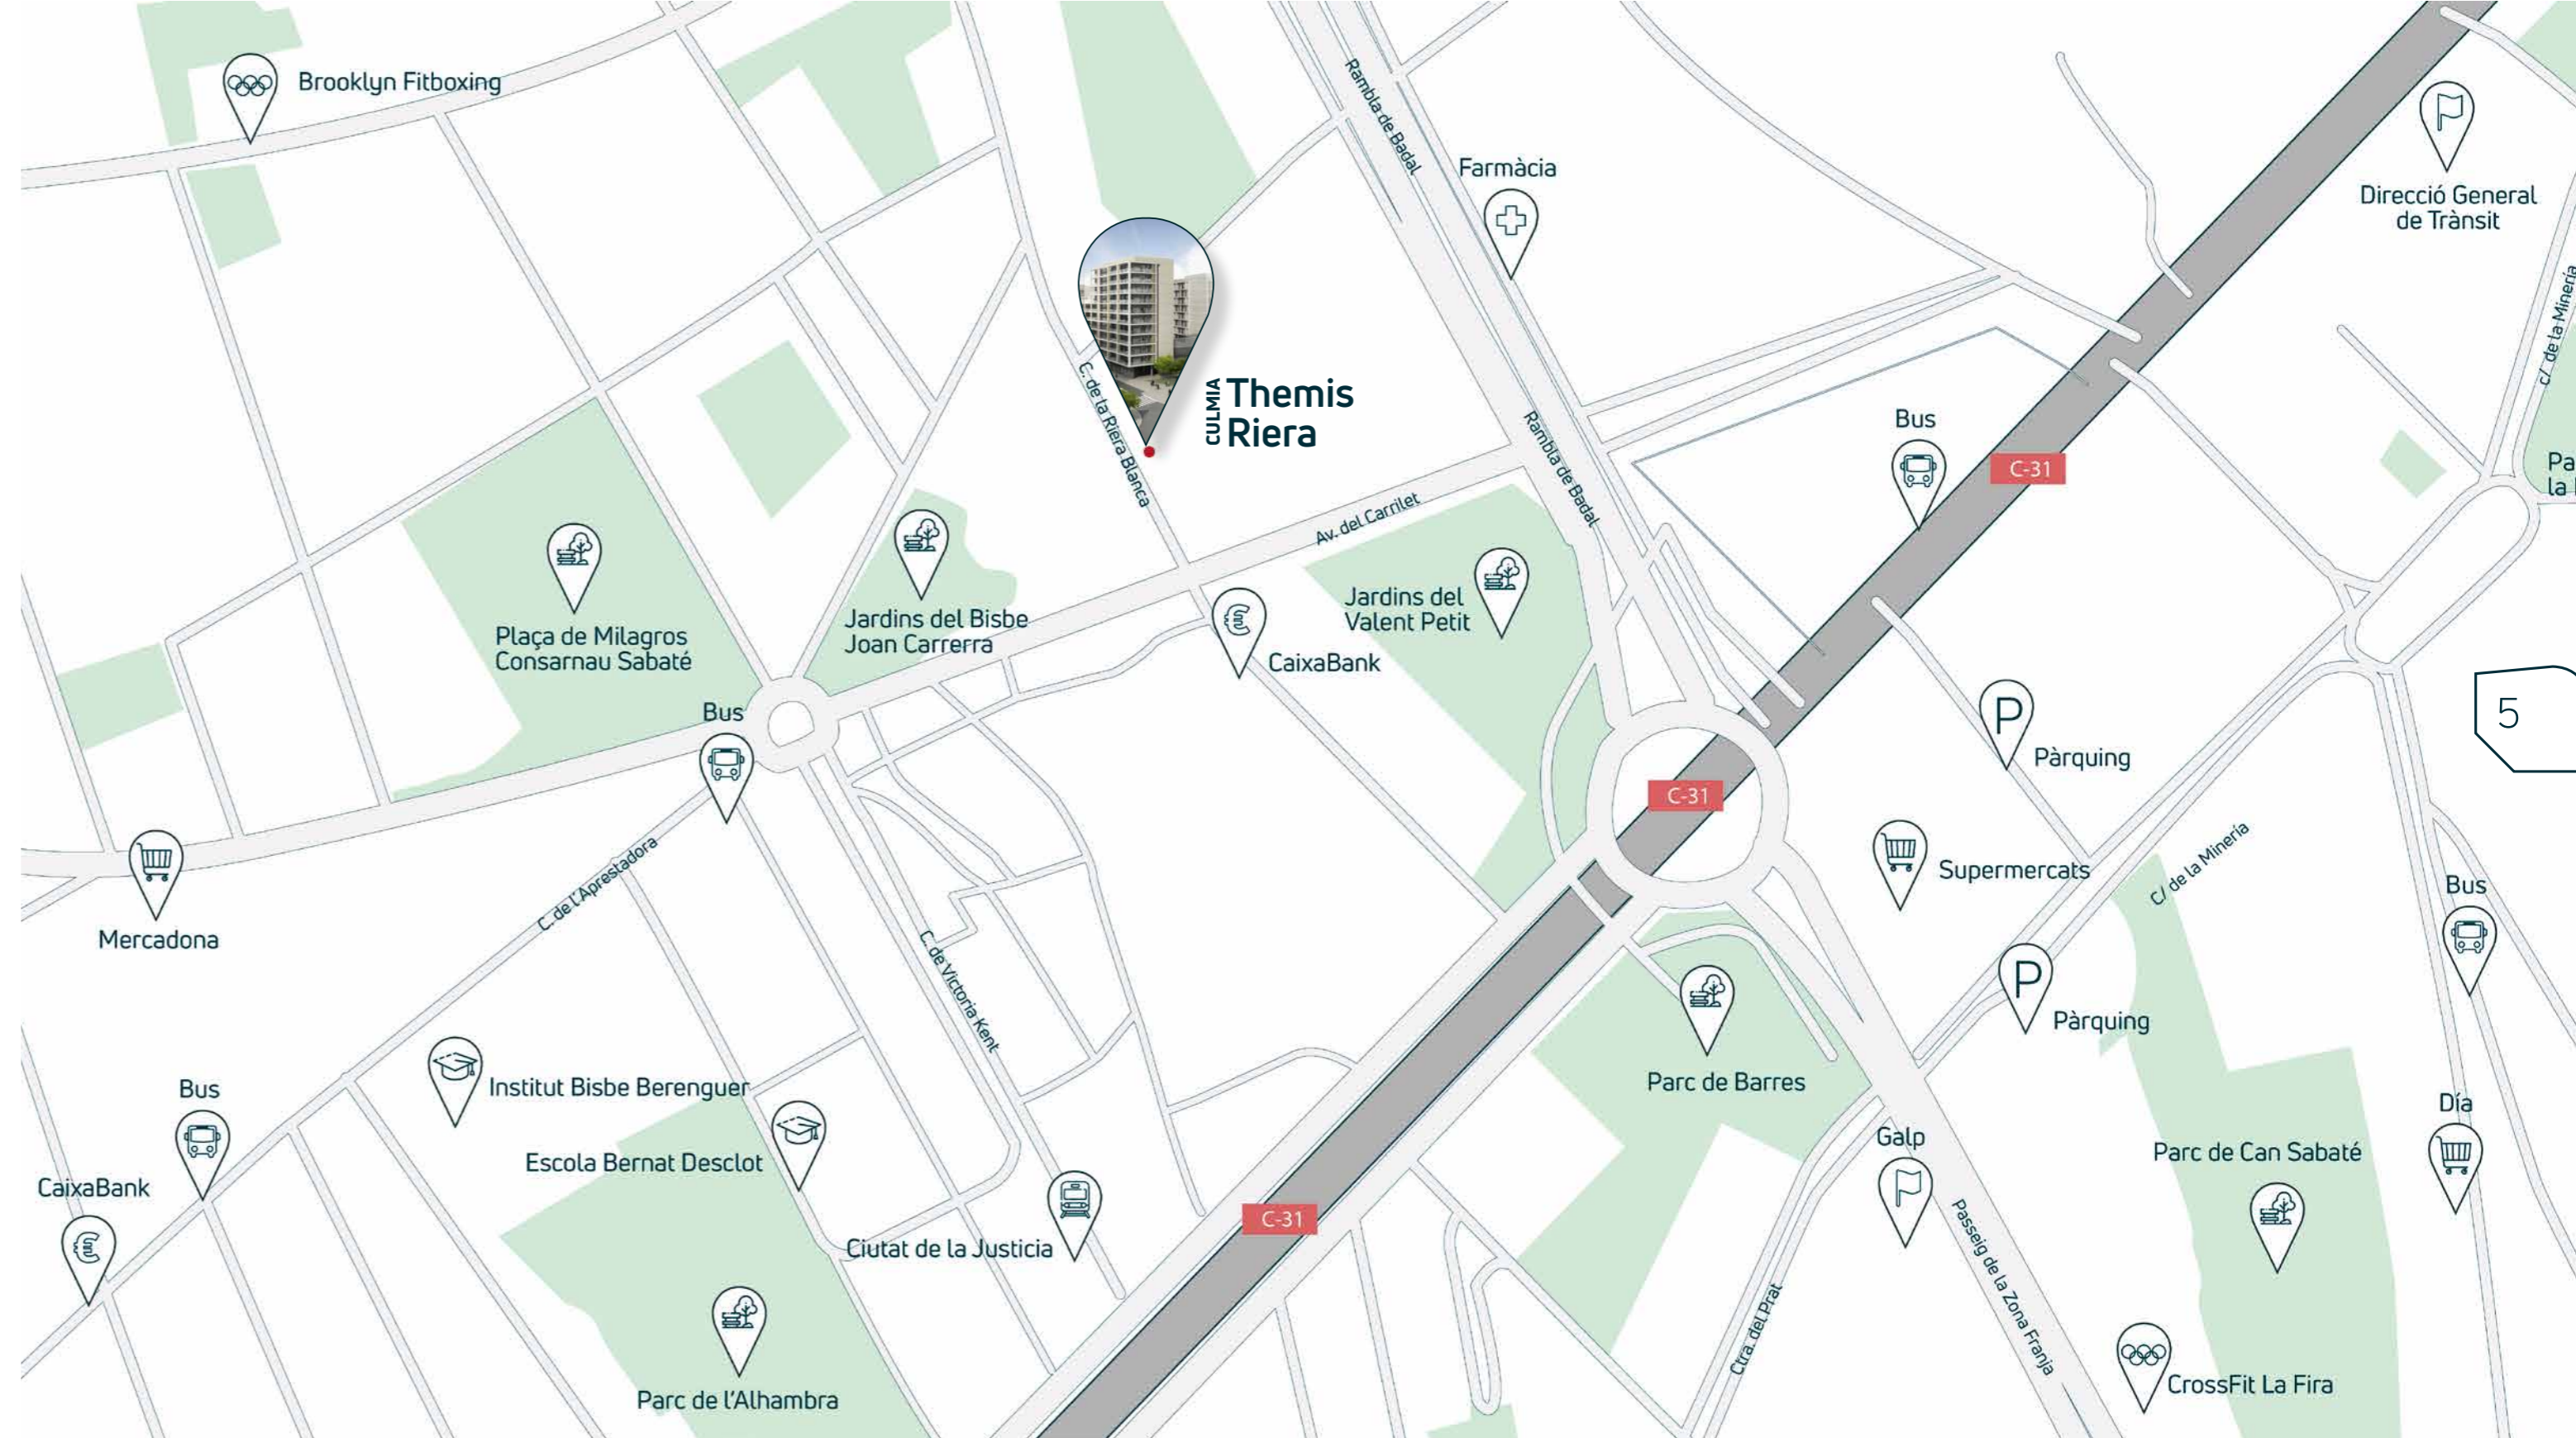 Brooklyn Fitboxing
Rambla de Badal
Farmàcia
Direcció General
de Trànsit
c/ de la Minería
CULMIA
Themis
Riera
C. de la Riera Blanca
Rambla de Badal
Bus
C-31
Pa
la
Av. del Carrilet
Plaça de Milagros
Consarnau Sabaté
Jardins del Bisbe
Joan Carrerra
CaixaBank
Jardins del
Valent Petit
Bus
P
Pàrquing
5
C-31
Mercadona
C. de l'Aprestadora
Supermercats
C/ de la Minería
Bus
C. de Victoria Kent
P
Pàrquing
Institut Bisbe Berenguer
Parc de Barres
Bus
Escola Bernat Desclot
Galp
Día
Parc de Can Sabaté
CaixaBank
Ciutat de la Justicia
C-31
Passeig de la Zona Franja
Ctra. del Prat
Parc de l'Alhambra
CrossFit La Fira